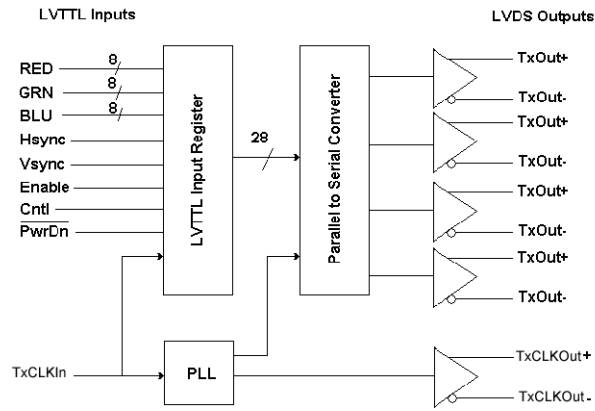 LVTTL Inputs
LVDS Outputs
RED
8
GRN
8
BLU
8
Hsync
Vsync
Enable
Cntl
PwrDn
LVTTL Input Register
28
Parallel to Serial Converter
TxOut+
TxOut-
TxOut+
TxOut-
TxOut+
TxOut-
TxOut+
TxOut-
TxCLKIn
PLL
TxCLKOut+
TxCLKOut-